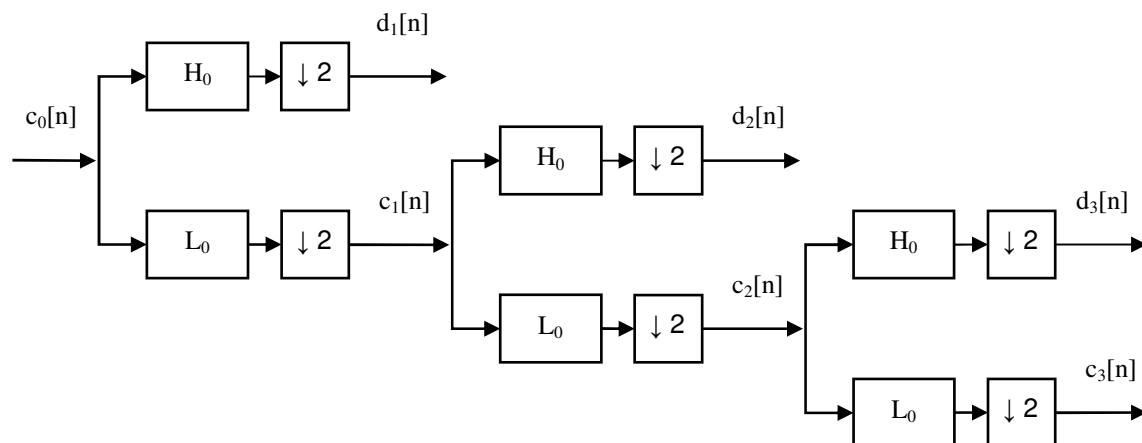 d₁[n]
H₀
↓ 2
c₀[n]
d₂[n]
H₀
↓ 2
c₁[n]
L₀
↓ 2
d₃[n]
H₀
↓ 2
c₂[n]
L₀
↓ 2
c₃[n]
L₀
↓ 2